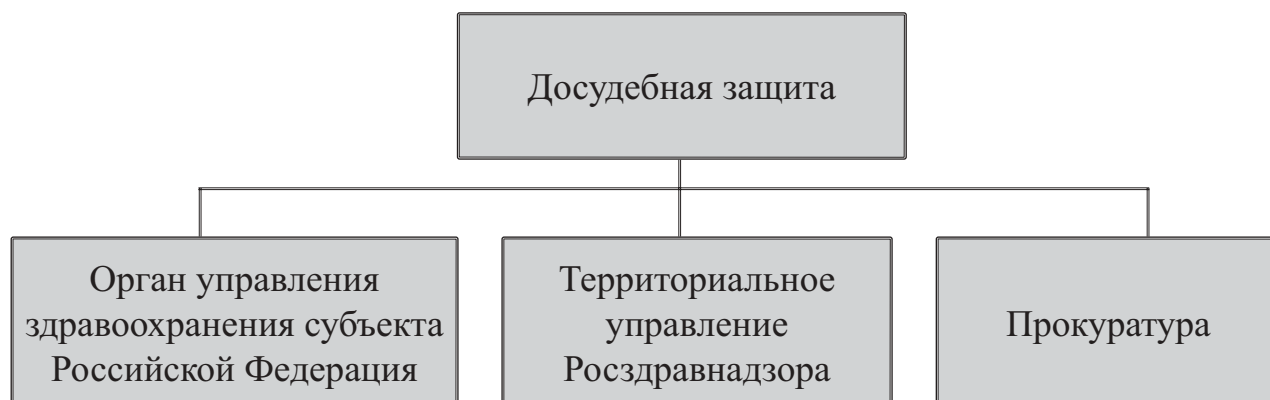 Досудебная защита
Орган управления
здравоохранения субъекта
Российской Федерация
Территориальное
управление
Росздравнадзора
Прокуратура